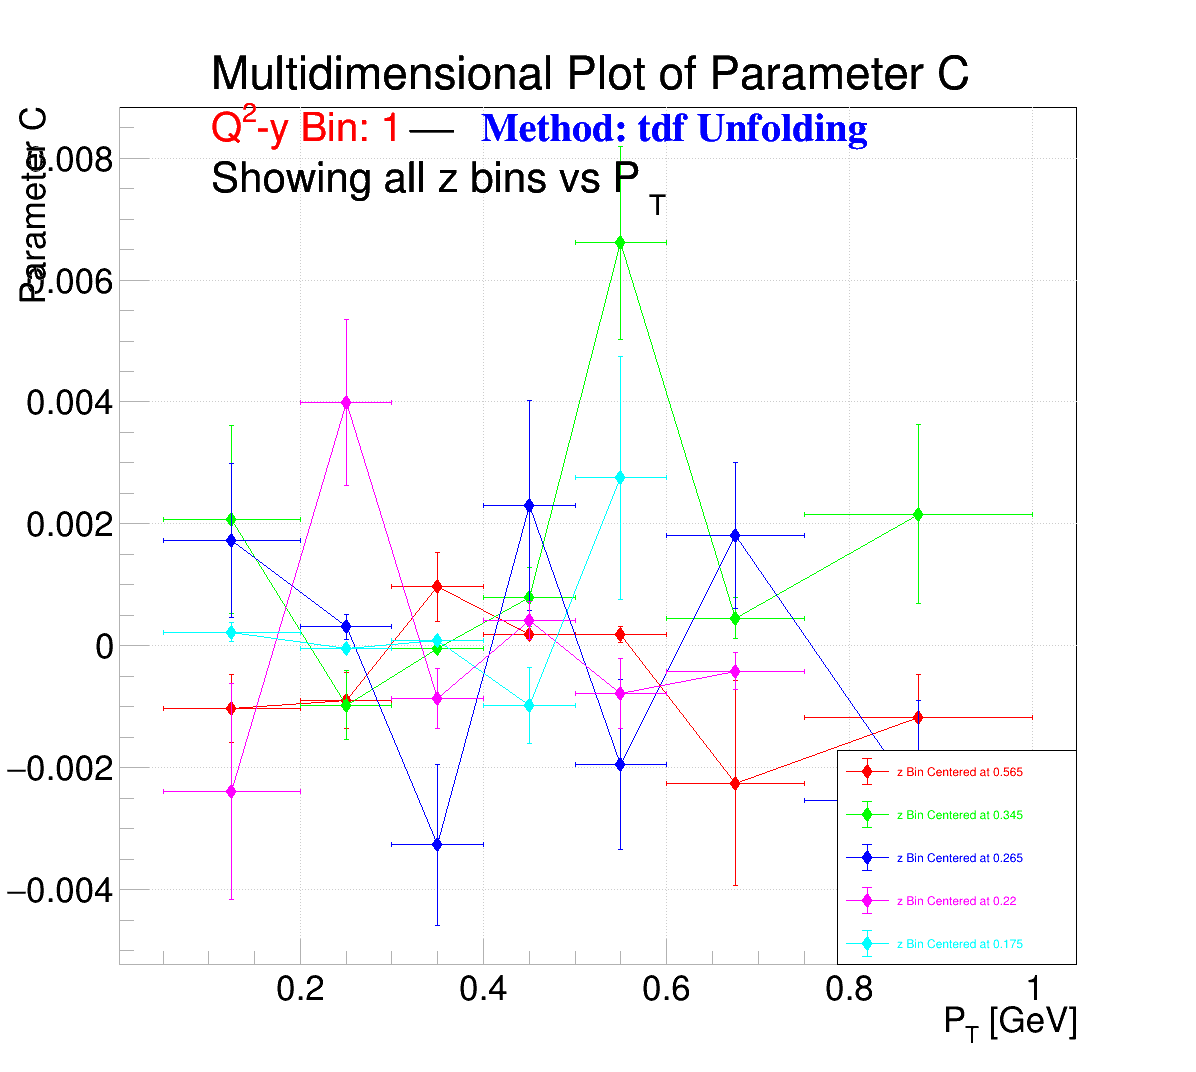 Multidimensional Plot of Parameter C
Q²-y Bin: 1 — Method: tdf Unfolding
Showing all z bins vs P_T
Parameter C
0.008
0.006
0.004
0.002
0
−0.002
−0.004
z Bin Centered at 0.565
z Bin Centered at 0.345
z Bin Centered at 0.265
z Bin Centered at 0.22
z Bin Centered at 0.175
0.2 0.4 0.6 0.8 1
P_T [GeV]